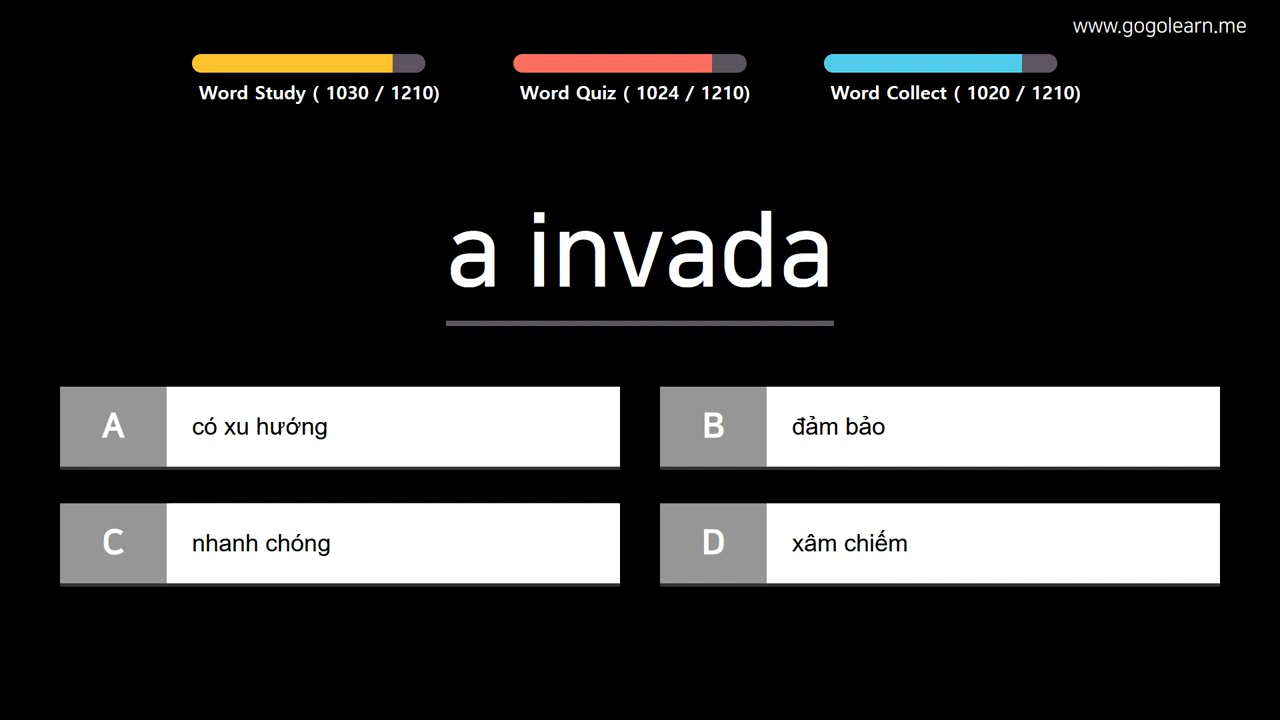 www.gogolearn.me
Word Study ( 1030 / 1210)
Word Quiz ( 1024 / 1210)
Word Collect ( 1020 / 1210)
a invada
A
có xu hướng
B
đảm bảo
C
nhanh chóng
D
xâm chiếm